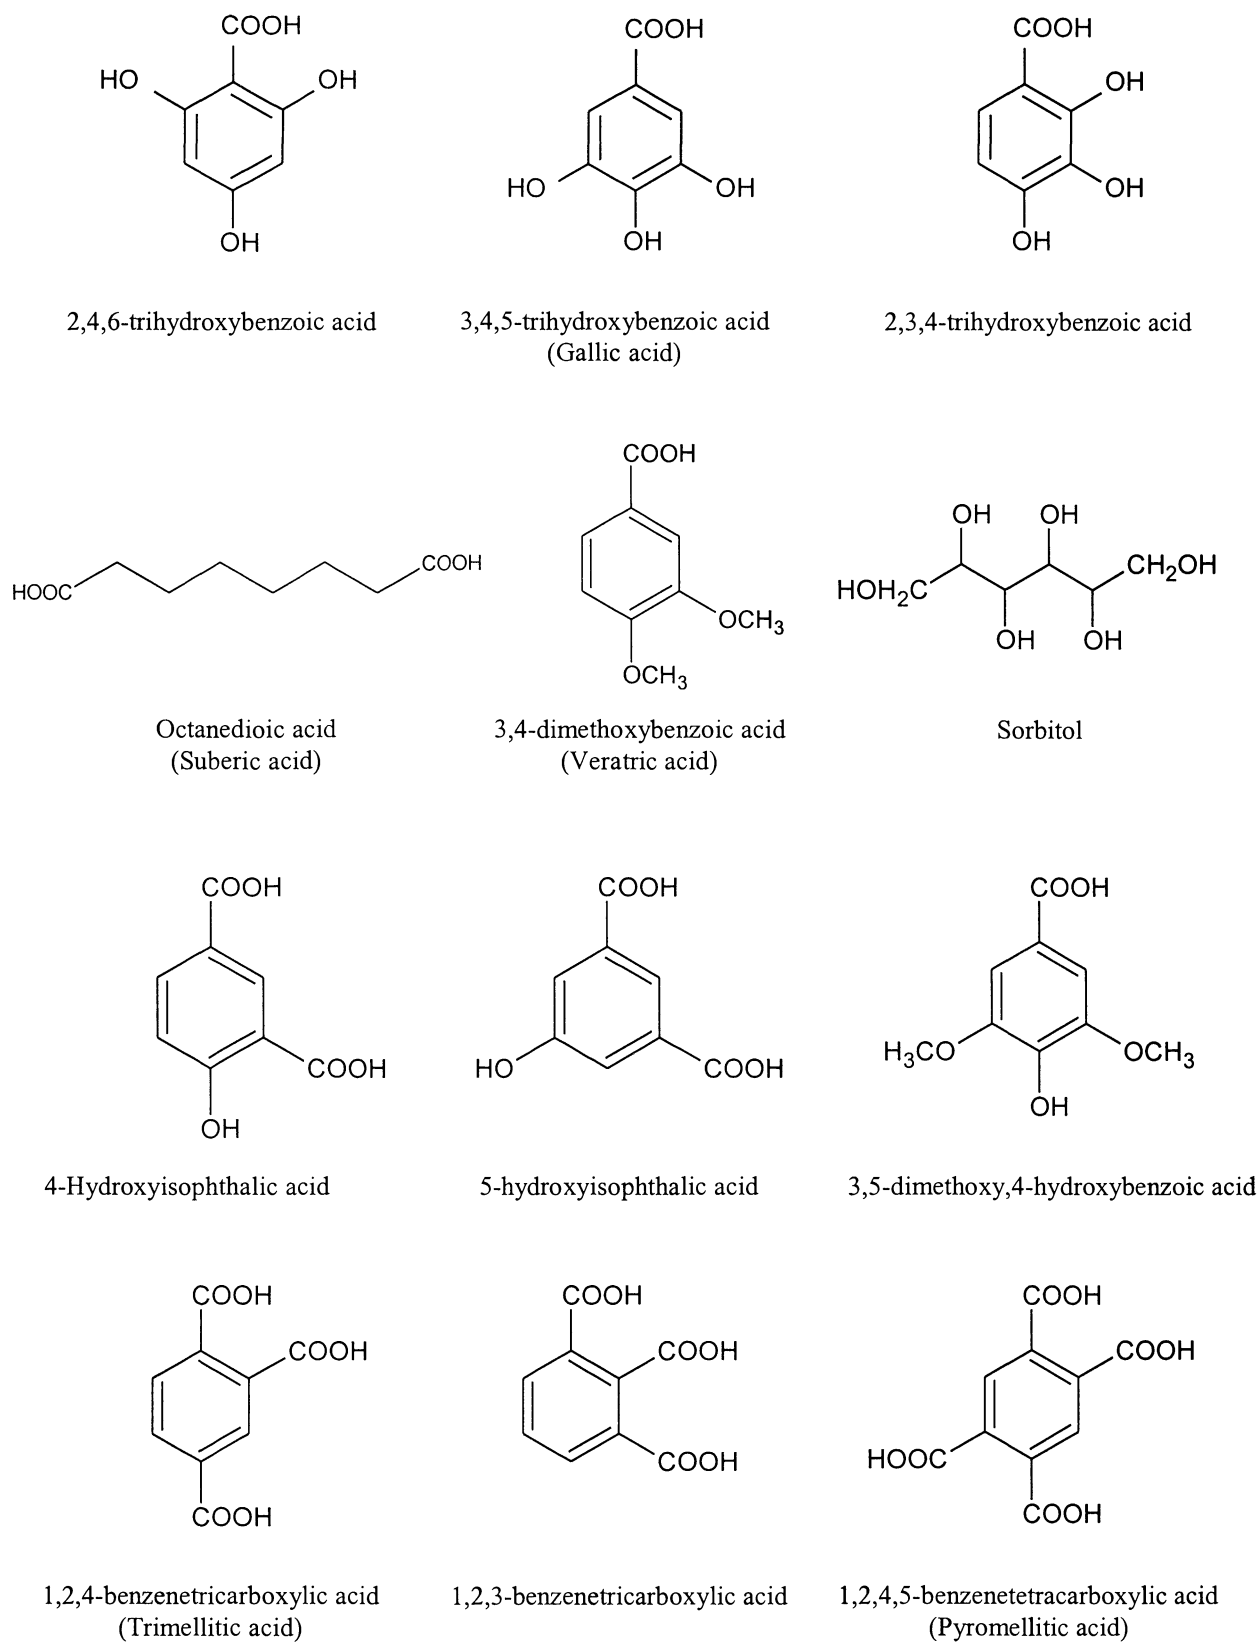 COOH
HO
OH
OH
2,4,6-trihydroxybenzoic acid
COOH
HO
OH
OH
3,4,5-trihydroxybenzoic acid
(Gallic acid)
COOH
OH
OH
OH
2,3,4-trihydroxybenzoic acid
HOOC
COOH
Octanedioic acid
(Suberic acid)
COOH
OCH3
OCH3
3,4-dimethoxybenzoic acid
(Veratric acid)
OH
OH
HOH2C
CH2OH
OH
OH
Sorbitol
COOH
COOH
OH
4-Hydroxyisophthalic acid
COOH
HO
COOH
5-hydroxyisophthalic acid
COOH
H3CO
OCH3
OH
3,5-dimethoxy,4-hydroxybenzoic acid
COOH
COOH
COOH
1,2,4-benzenetricarboxylic acid
(Trimellitic acid)
COOH
COOH
COOH
1,2,3-benzenetricarboxylic acid
COOH
COOH
HOOC
COOH
1,2,4,5-benzenetetracarboxylic acid
(Pyromellitic acid)